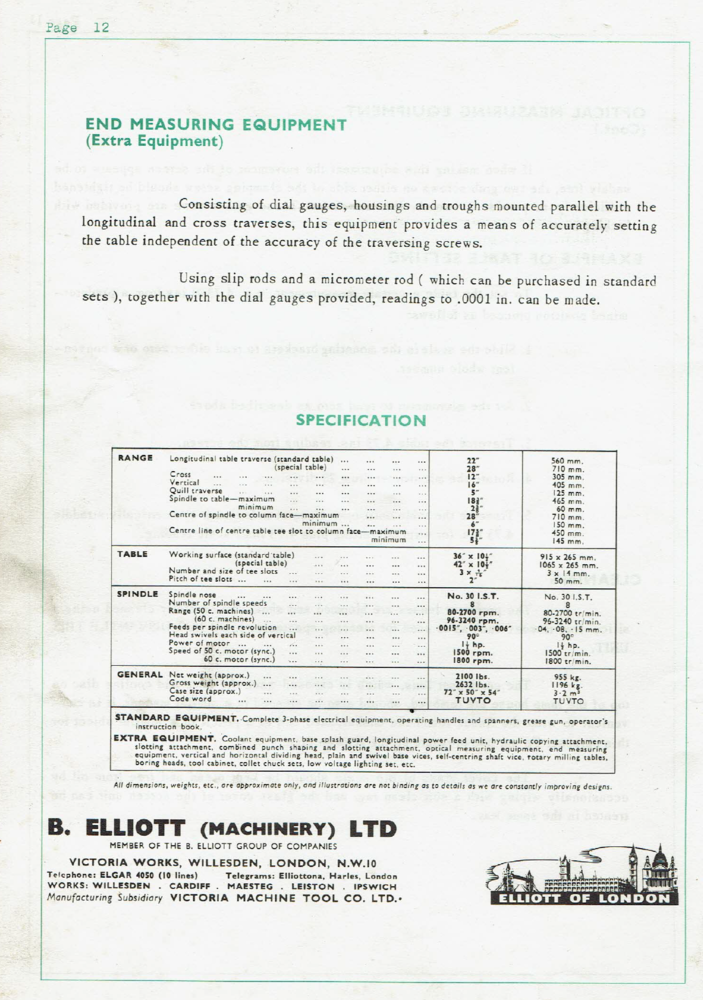 Page 12
END MEASURING EQUIPMENT
(Extra Equipment)
Consisting of dial gauges, housings and troughs mounted parallel with the
longitudinal and cross traverses, this equipment provides a means of accurately setting
the table independent of the accuracy of the traversing screws.
Using slip rods and a micrometer rod ( which can be purchased in standard
sets ), together with the dial gauges provided, readings to .0001 in. can be made.
SPECIFICATION
RANGE Longitudinal table traverse (standard table) ... 22" 560 mm.
(special table) ... 28" 710 mm.
Cross ... 12" 305 mm.
Vertical ... 16" 405 mm.
Quill traverse ... 5" 125 mm.
Spindle to table—maximum ... 465 mm.
minimum ... 60 mm.
Centre of spindle to column face—maximum ... 28" 710 mm.
minimum ... 6" 150 mm.
Centre line of centre table tee slot to column face—maximum 450 mm.
minimum 145 mm.
TABLE Working surface (standard table) ... 36" x 10½" 915 x 265 mm.
(special table) ... 42" x 10½" 1065 x 265 mm.
Number and size of tee slots ... 3 x 3 x 14 mm.
Pitch of tee slots ... 2" 50 mm.
SPINDLE Spindle nose ... No. 30 I.S.T. No. 30 I.S.T.
Number of spindle speeds ... 8 8
Range (50 c. machines) ... 80-2700 rpm. 80-2700 tr/min.
(60 c. machines) ... 96-3240 rpm. 96-3240 tr/min.
Feeds per spindle revolution ... ·0015", ·003", ·006" ·04, ·08, ·15 mm.
Head swivels each side of vertical ... 90° 90°
Power of motor ... 1½ hp. 1½ hp.
Speed of 50 c. motor (sync.) ... 1500 rpm. 1500 tr/min.
60 c. motor (sync.) ... 1800 rpm. 1800 tr/min.
GENERAL Net weight (approx.) ... 2100 lbs. 955 kg.
Gross weight (approx.) ... 2632 lbs. 1196 kg.
Case size (approx.) ... 72" x 50" x 54" 3·2 m³
Code word ... TUVTO TUVTO
STANDARD EQUIPMENT. Complete 3-phase electrical equipment, operating handles and spanners, grease gun, operator's
instruction book.
EXTRA EQUIPMENT. Coolant equipment, base splash guard, longitudinal power feed unit, hydraulic copying attachment,
slotting attachment, combined punch shaping and slotting attachment, optical measuring equipment, end measuring
equipment, vertical and horizontal dividing head, plain and swivel base vices, self-centring shaft vice, rotary milling tables,
boring heads, tool cabinet, collet chuck sets, low voltage lighting set, etc.
All dimensions, weights, etc., are approximate only, and illustrations are not binding as to details as we are constantly improving designs.
B. ELLIOTT (MACHINERY) LTD
MEMBER OF THE B. ELLIOTT GROUP OF COMPANIES
VICTORIA WORKS, WILLESDEN, LONDON, N.W.10
Telephone: ELGAR 4050 (10 lines) Telegrams: Elliottona, Harles, London
WORKS: WILLESDEN . CARDIFF . MAESTEG . LEISTON . IPSWICH
Manufacturing Subsidiary VICTORIA MACHINE TOOL CO. LTD.
ELLIOTT OF LONDON